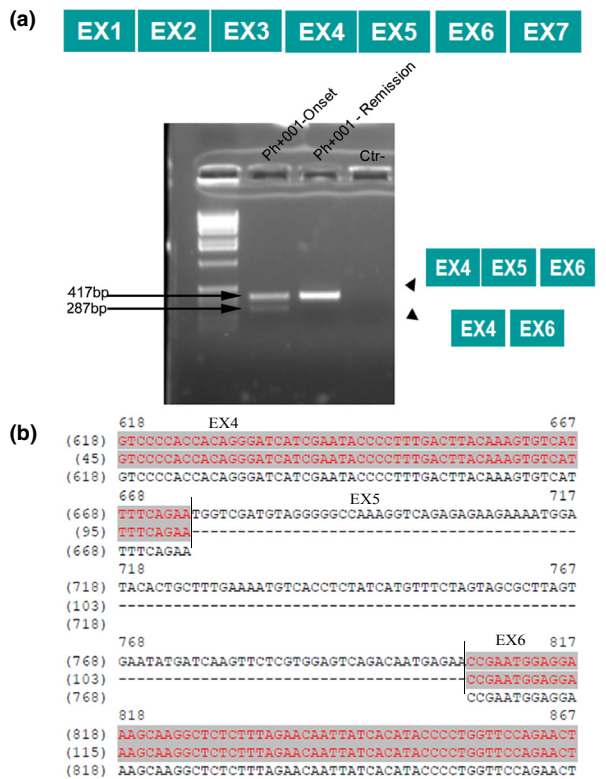 (a)
EX1 EX2 EX3 EX4 EX5 EX6 EX7
Ph+001-Onset
Ph+001 - Remission
Ctr-
EX4 EX5 EX6
417bp
287bp
EX4 EX6
(b)
618 EX4 667
(618) GTCCCCACCACAGGGATCATCGAATACCCCTTTGACTTACAAAGTGTCAT
(45) GTCCCCACCACAGGGATCATCGAATACCCCTTTGACTTACAAAGTGTCAT
(618) GTCCCCACCACAGGGATCATCGAATACCCCTTTGACTTACAAAGTGTCAT
668 EX5 717
(668) TTTCAGAATGGTCGATGTAGGGGGCCAAAGGTCAGAGAGAAGAAAATGGA
(95) TTTCAGAA------------------------------------------
(668) TTTCAGAA
718 767
(718) TACACTGCTTTGAAAATGTCACCTCTATCATGTTTCTAGTAGCGCTTAGT
(103) --------------------------------------------------
(718)
768 EX6 817
(768) GAATATGATCAAGTTCTCGTGGAGTCAGACAATGAGAACCGAATGGAGGA
(103) --------------------------------------CCGAATGGAGGA
(768) CCGAATGGAGGA
818 867
(818) AAGCAAGGCTCTCTTTAGAACAATTATCACATACCCCTGGTTCCAGAACT
(115) AAGCAAGGCTCTCTTTAGAACAATTATCACATACCCCTGGTTCCAGAACT
(818) AAGCAAGGCTCTCTTTAGAACAATTATCACATACCCCTGGTTCCAGAACT